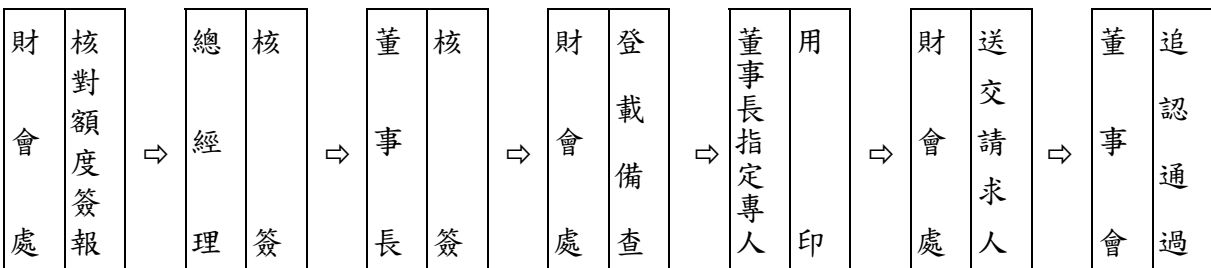 財會處
核對額度簽報
⇨
總經理
核簽
⇨
董事長
核簽
⇨
財會處
登載備查
⇨
董事長指定專人
用印
⇨
財會處
送交請求人
⇨
董事會
追認通過